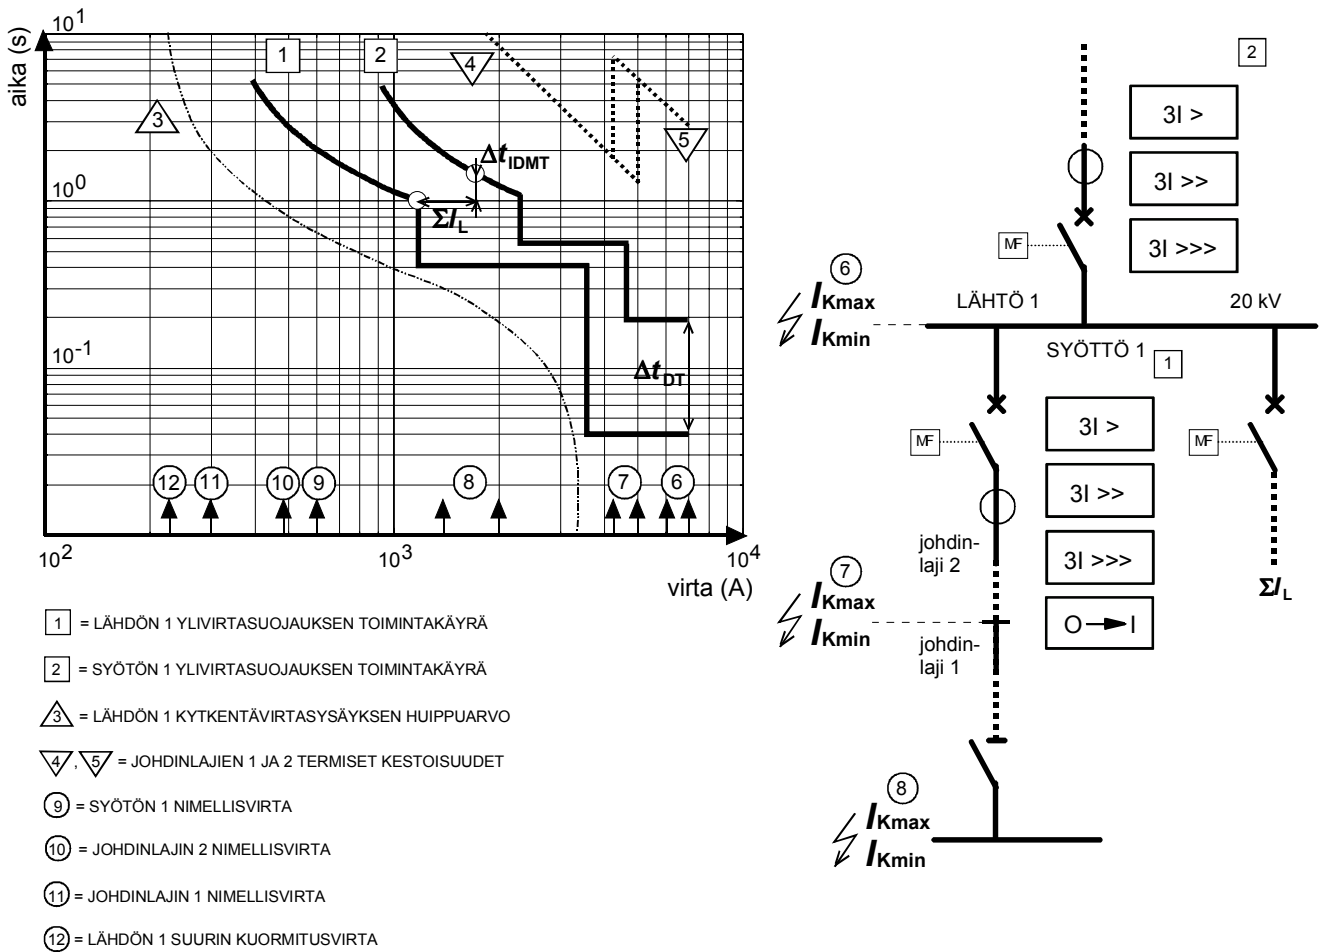 aika (s)
10^1
1
2
4
3
5
Δt_IDMT
10^0
ΣI_L
10^-1
Δt_DT
12
11
10
9
8
7
6
10^2
10^3
10^4
virta (A)
1 = LÄHDÖN 1 YLIVIRTASUOJAUKSEN TOIMINTAKÄYRÄ
2 = SYÖTÖN 1 YLIVIRTASUOJAUKSEN TOIMINTAKÄYRÄ
3 = LÄHDÖN 1 KYTKENTÄVIRTASYSÄYKSEN HUIPPUARVO
4, 5 = JOHDINLAJIEN 1 JA 2 TERMISET KESTOISUUDET
9 = SYÖTÖN 1 NIMELLISVIRTA
10 = JOHDINLAJIN 2 NIMELLISVIRTA
11 = JOHDINLAJIN 1 NIMELLISVIRTA
12 = LÄHDÖN 1 SUURIN KUORMITUSVIRTA
2
3I >
3I >>
3I >>>
MF
6
I_Kmax
I_Kmin
LÄHTÖ 1
20 kV
SYÖTTÖ 1
1
3I >
MF
MF
3I >>
johdin-
laji 2
3I >>>
7
I_Kmax
I_Kmin
ΣI_L
O I
johdin-
laji 1
8
I_Kmax
I_Kmin